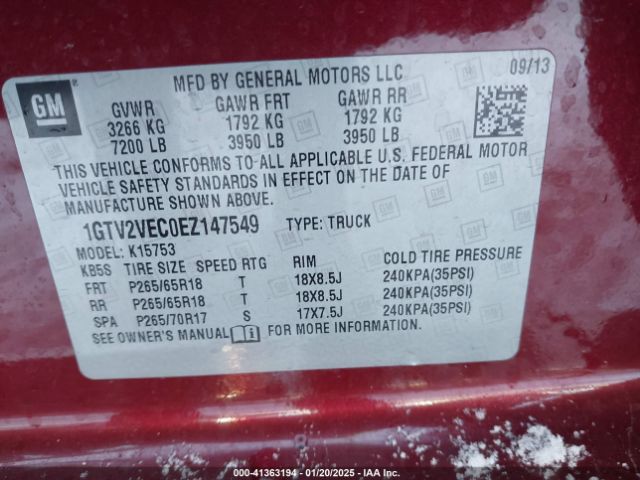 MFD BY GENERAL MOTORS LLC 09/13
GM
GVWR GAWR FRT GAWR RR
3266 KG 1792 KG 1792 KG
7200 LB 3950 LB 3950 LB
THIS VEHICLE CONFORMS TO ALL APPLICABLE U.S. FEDERAL MOTOR
VEHICLE SAFETY STANDARDS IN EFFECT ON THE DATE OF
MANUFACTURE SHOWN ABOVE.
1GTV2VEC0EZ147549 TYPE: TRUCK
MODEL: K15753
KB5S TIRE SIZE SPEED RTG RIM COLD TIRE PRESSURE
FRT P265/65R18 T 18X8.5J 240KPA(35PSI)
RR P265/65R18 T 18X8.5J 240KPA(35PSI)
SPA P265/70R17 S 17X7.5J 240KPA(35PSI)
SEE OWNER'S MANUAL FOR MORE INFORMATION.
000-41363194 - 01/20/2025 - IAA Inc.